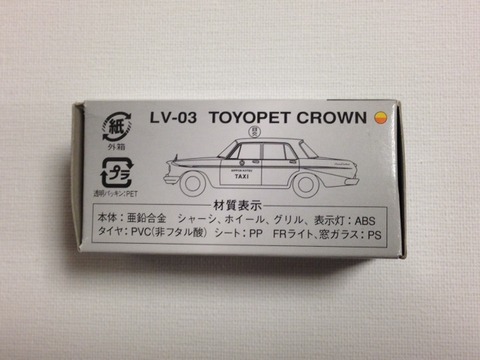 LV-03 TOYOPET CROWN
紙
外箱
プラ
透明パッキン:PET
TAXI
材質表示
本体:亜鉛合金 シャーシ、ホイール、グリル、表示灯:ABS
タイヤ:PVC(非フタル酸) シート:PP FRライト、窓ガラス:PS